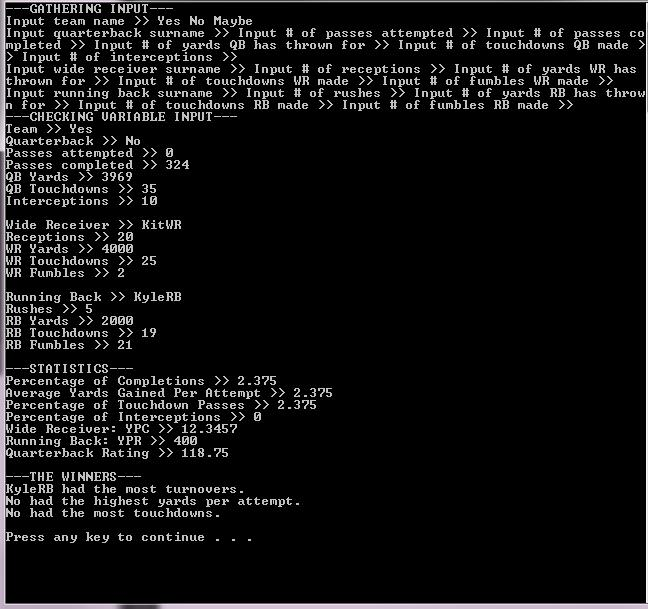 ---GATHERING INPUT---
Input team name >> Yes No Maybe
Input quarterback surname >> Input # of passes attempted >> Input # of passes co
mpleted >> Input # of yards QB has thrown for >> Input # of touchdowns QB made >
> Input # of interceptions >>
Input wide receiver surname >> Input # of receptions >> Input # of yards WR has
thrown for >> Input # of touchdowns WR made >> Input # of fumbles WR made >>
Input running back surname >> Input # of rushes >> Input # of yards RB has throw
n for >> Input # of touchdowns RB made >> Input # of fumbles RB made >>
---CHECKING VARIABLE INPUT---
Team >> Yes
Quarterback >> No
Passes attempted >> 0
Passes completed >> 324
QB Yards >> 3969
QB Touchdowns >> 35
Interceptions >> 10
Wide Receiver >> KitWR
Receptions >> 20
WR Yards >> 4000
WR Touchdowns >> 25
WR Fumbles >> 2
Running Back >> KyleRB
Rushes >> 5
RB Yards >> 2000
RB Touchdowns >> 19
RB Fumbles >> 21
---STATISTICS---
Percentage of Completions >> 2.375
Average Yards Gained Per Attempt >> 2.375
Percentage of Touchdown Passes >> 2.375
Percentage of Interceptions >> 0
Wide Receiver: YPC >> 12.3457
Running Back: YPR >> 400
Quarterback Rating >> 118.75
---THE WINNERS---
KyleRB had the most turnovers.
No had the highest yards per attempt.
No had the most touchdowns.
Press any key to continue . . .